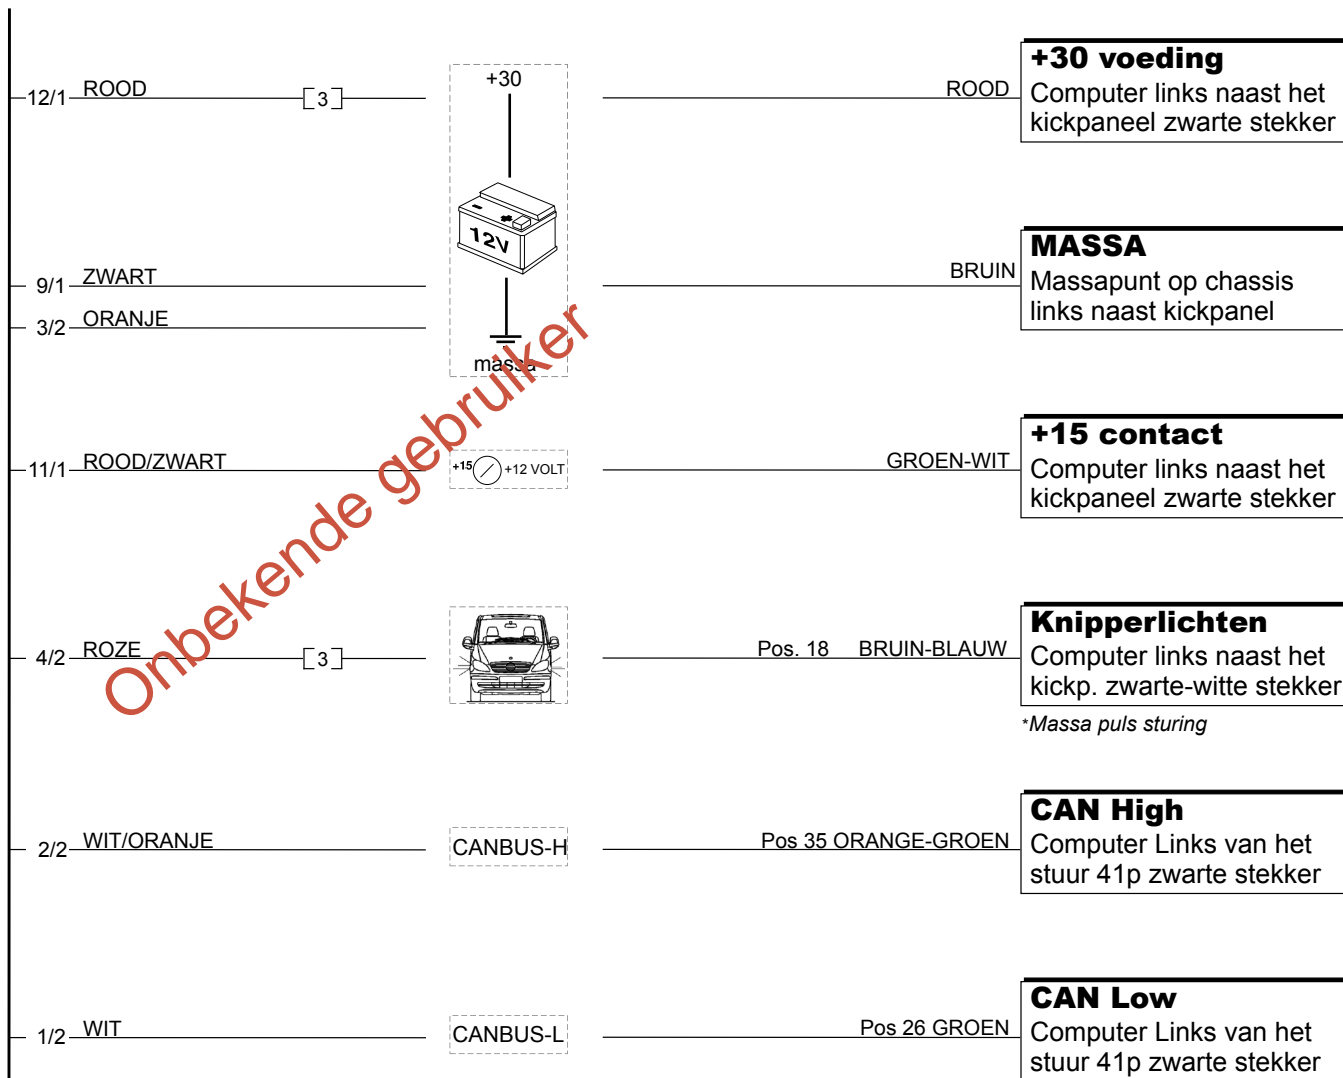 +30 voeding
12/1 ROOD [3] +30 ROOD Computer links naast het
kickpaneel zwarte stekker
12V
MASSA
9/1 ZWART BRUIN Massapunt op chassis
3/2 ORANJE links naast kickpanel
massa
+15 contact
11/1 ROOD/ZWART +15 +12 VOLT GROEN-WIT Computer links naast het
kickpaneel zwarte stekker
Onbekende gebruiker
Knipperlichten
4/2 ROZE [3] Pos. 18 BRUIN-BLAUW Computer links naast het
kickp. zwarte-witte stekker
*Massa puls sturing
CAN High
2/2 WIT/ORANJE CANBUS-H Pos 35 ORANGE-GROEN Computer Links van het
stuur 41p zwarte stekker
CAN Low
1/2 WIT CANBUS-L Pos 26 GROEN Computer Links van het
stuur 41p zwarte stekker